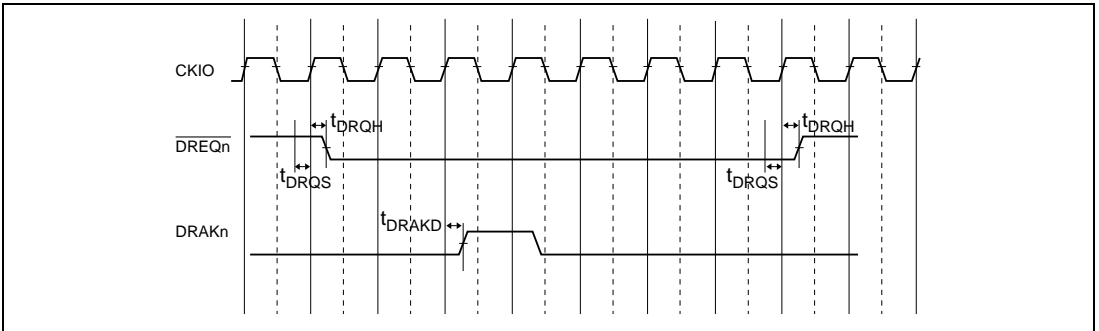 CKIO
tDRQH
tDRQH
DREQn
tDRQS
tDRQS
tDRAKD
DRAKn